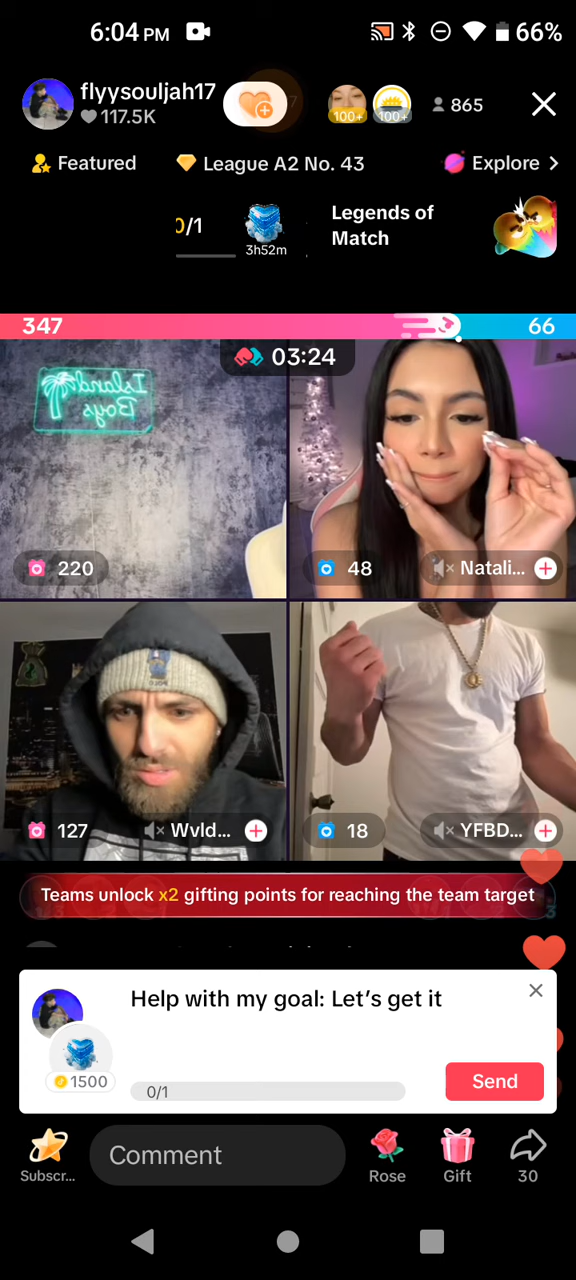 6:04 PM
66%
flyysouljah17
117.5K
100+
100+
865
Featured
League A2 No. 43
Explore
0/1
3h52m
Legends of
Match
347
66
03:24
Island
Boys
220
48
Natali...
127
Wvld...
18
YFBD...
Teams unlock x2 gifting points for reaching the team target
Help with my goal: Let's get it
1500
0/1
Send
Subscr...
Comment
Rose
Gift
30